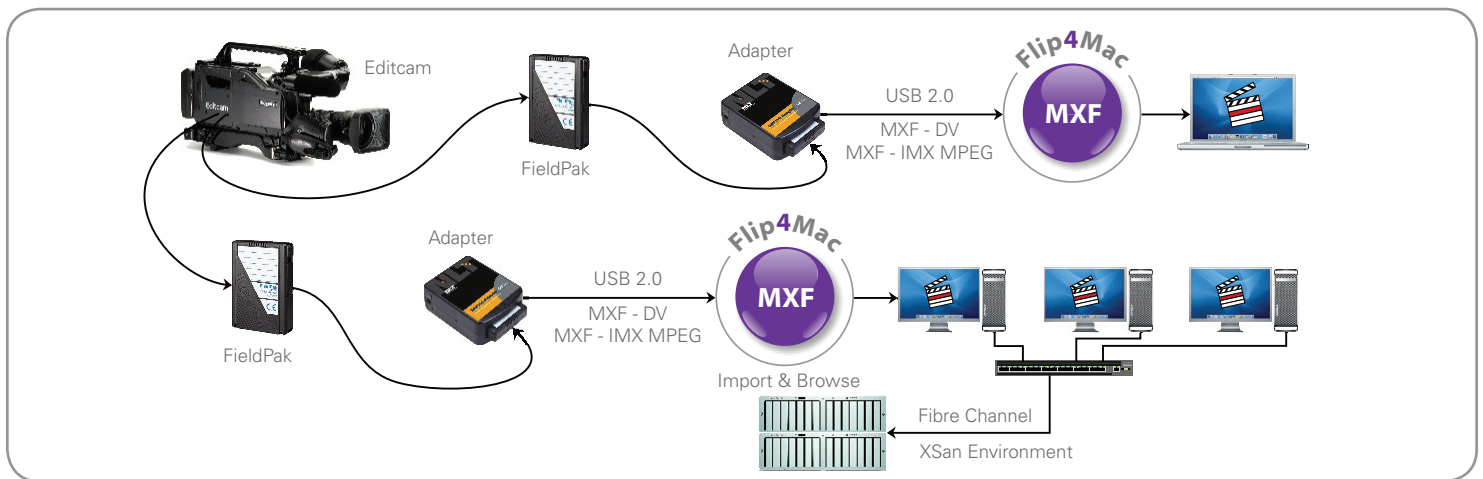 Editcam
FieldPak
Adapter
USB 2.0
MXF - DV
MXF - IMX MPEG
Flip4Mac
MXF
FieldPak
Adapter
USB 2.0
MXF - DV
MXF - IMX MPEG
Flip4Mac
MXF
Import & Browse
Fibre Channel
XSan Environment
Editcam